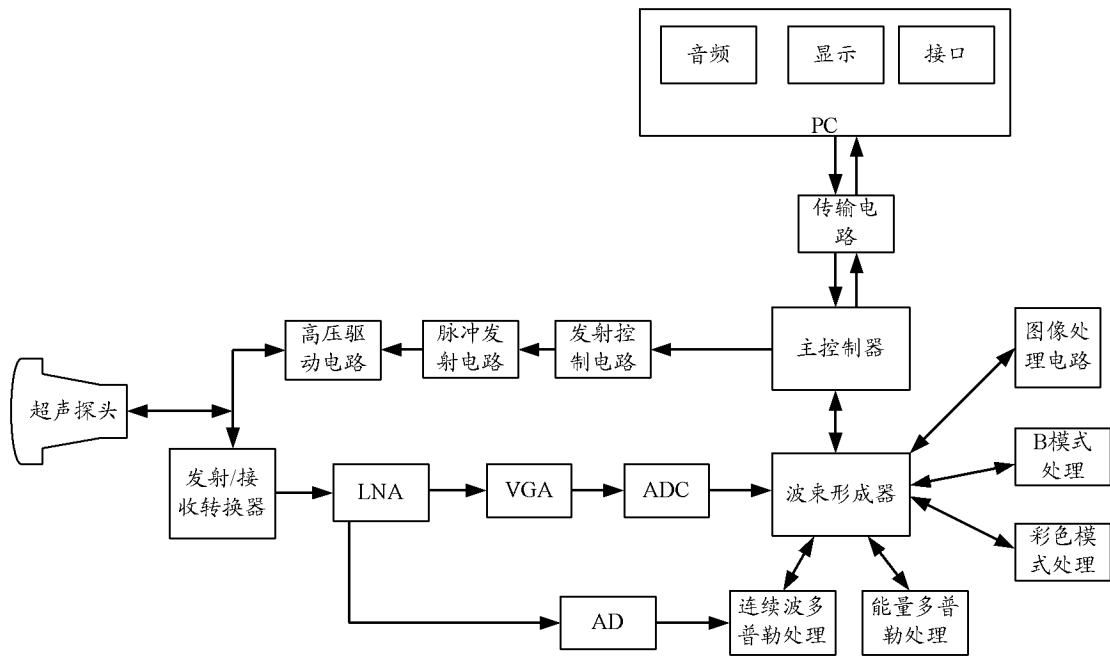 音频
显示
接口
PC
传输电
路
高压驱
动电路
脉冲发
射电路
发射控
制电路
主控制器
图像处
理电路
超声探头
发射/接
收转换器
LNA
VGA
ADC
波束形成器
B模式
处理
彩色模
式处理
AD
连续波多
普勒处理
能量多普
勒处理